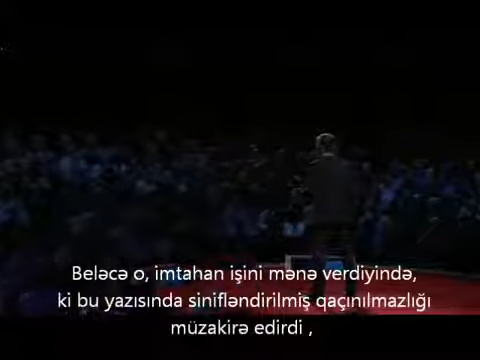 Beləcə o, imtahan işini mənə verdiyində,
ki bu yazısında sinifləndirilmiş qaçınılmazlığı
müzakirə edirdi ,